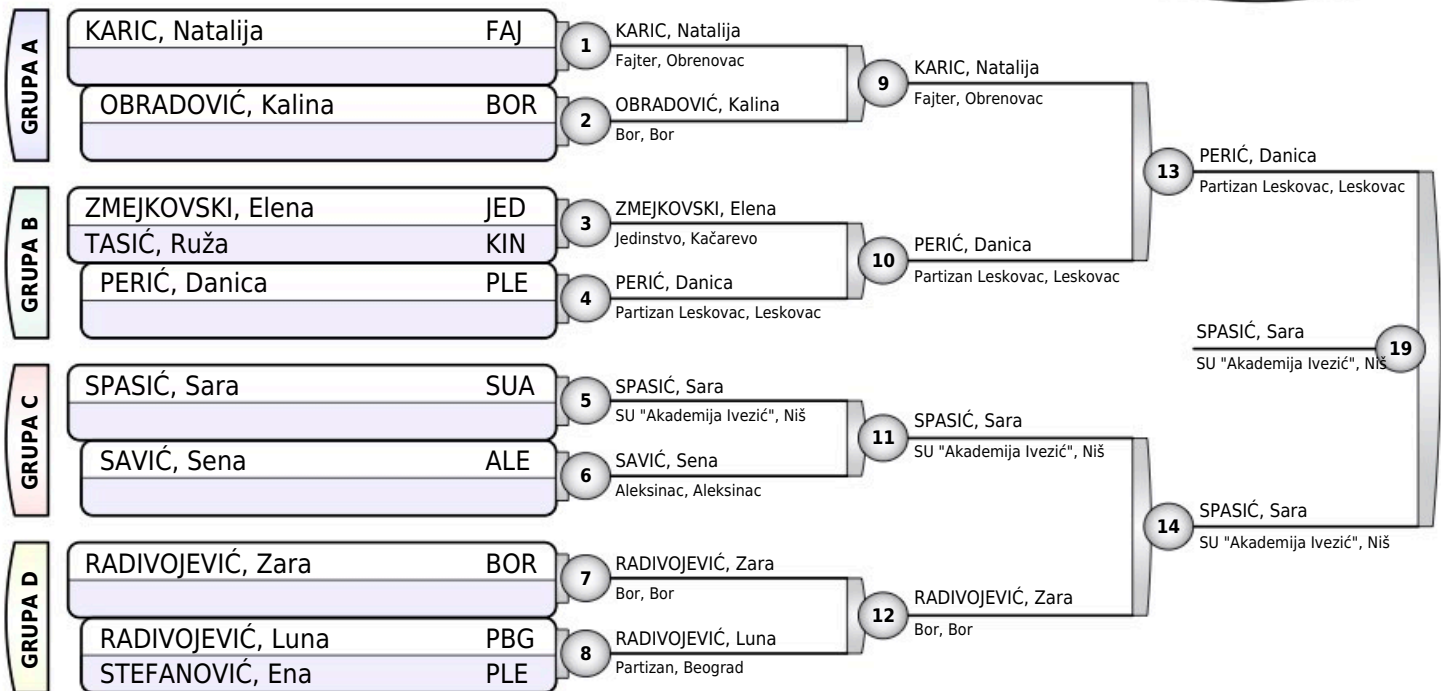 GRUPA A
KARIC, Natalija FAJ
OBRADOVIĆ, Kalina BOR
GRUPA B
ZMEJKOVSKI, Elena JED
TASIĆ, Ruža KIN
PERIĆ, Danica PLE
GRUPA C
SPASIĆ, Sara SUA
SAVIĆ, Sena ALE
GRUPA D
RADIVOJEVIĆ, Zara BOR
RADIVOJEVIĆ, Luna PBG
STEFANOVIĆ, Ena PLE
1
KARIC, Natalija
Fajter, Obrenovac
2
OBRADOVIĆ, Kalina
Bor, Bor
3
ZMEJKOVSKI, Elena
Jedinstvo, Kačarevo
4
PERIĆ, Danica
Partizan Leskovac, Leskovac
5
SPASIĆ, Sara
SU "Akademija Ivezić", Niš
6
SAVIĆ, Sena
Aleksinac, Aleksinac
7
RADIVOJEVIĆ, Zara
Bor, Bor
8
RADIVOJEVIĆ, Luna
Partizan, Beograd
9
KARIC, Natalija
Fajter, Obrenovac
10
PERIĆ, Danica
Partizan Leskovac, Leskovac
11
SPASIĆ, Sara
SU "Akademija Ivezić", Niš
12
RADIVOJEVIĆ, Zara
Bor, Bor
13
PERIĆ, Danica
Partizan Leskovac, Leskovac
14
SPASIĆ, Sara
SU "Akademija Ivezić", Niš
SPASIĆ, Sara
SU "Akademija Ivezić", Niš
19